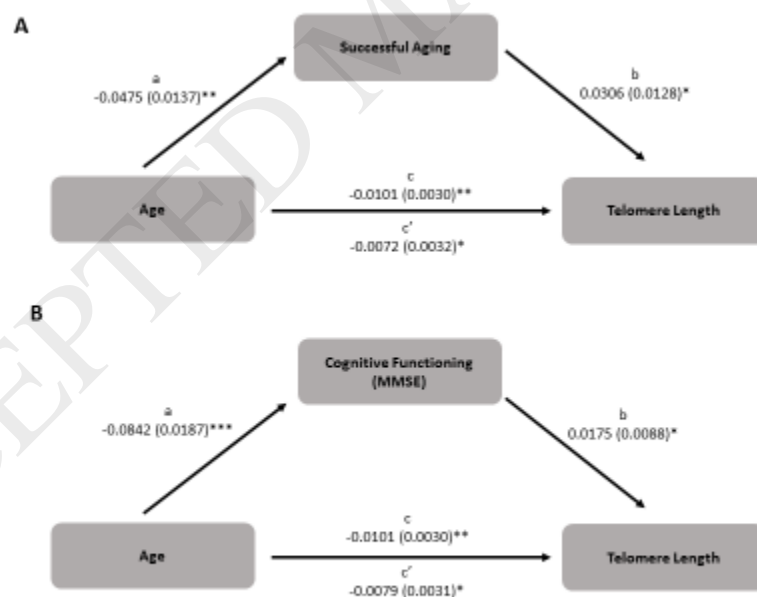 A
Successful Aging
a
-0.0475 (0.0137)**
b
0.0306 (0.0128)*
Age
c
-0.0101 (0.0030)**
c'
-0.0072 (0.0032)*
Telomere Length
B
Cognitive Functioning
(MMSE)
a
-0.0842 (0.0187)***
b
0.0175 (0.0088)*
Age
c
-0.0101 (0.0030)**
c'
-0.0079 (0.0031)*
Telomere Length
EPTED M